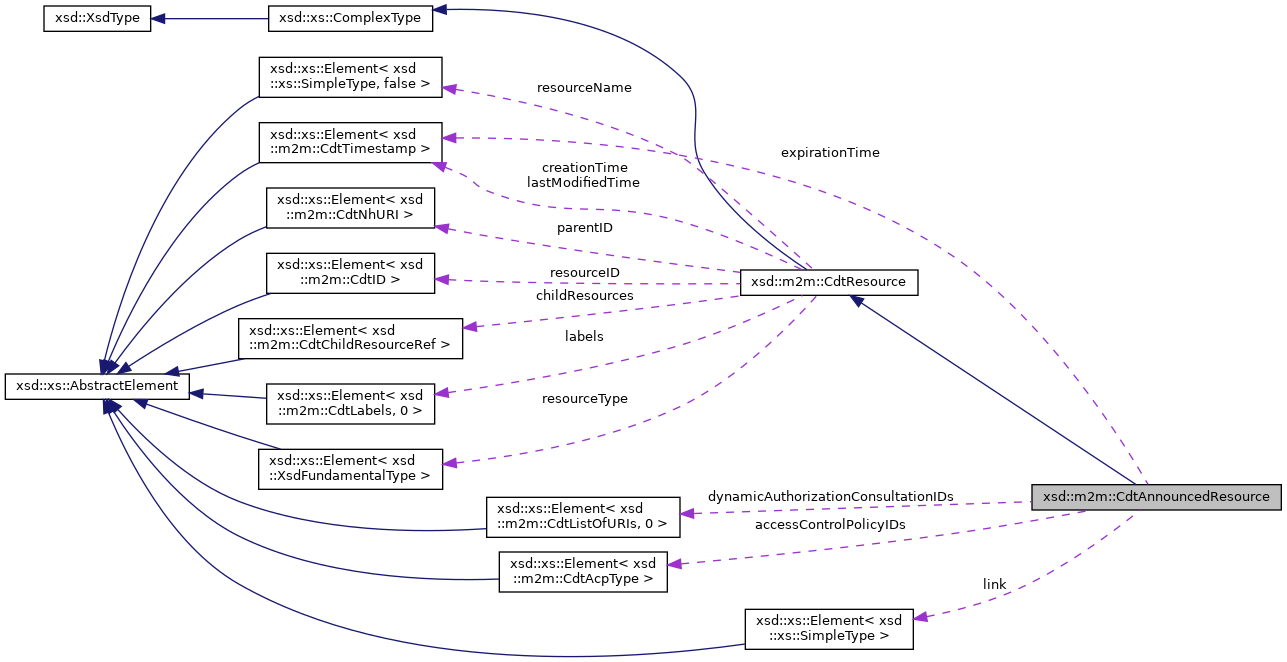 xsd::XsdType
xsd::xs::ComplexType
xsd::xs::Element< xsd
::xs::SimpleType, false >
resourceName
xsd::xs::Element< xsd
::m2m::CdtTimestamp >
expirationTime
creationTime
lastModifiedTime
xsd::xs::Element< xsd
::m2m::CdtNhURI >
parentID
xsd::xs::Element< xsd
::m2m::CdtID >
resourceID
xsd::m2m::CdtResource
childResources
xsd::xs::Element< xsd
::m2m::CdtChildResourceRef >
labels
xsd::xs::AbstractElement
xsd::xs::Element< xsd
::m2m::CdtLabels, 0 >
resourceType
xsd::xs::Element< xsd
::XsdFundamentalType >
dynamicAuthorizationConsultationIDs
xsd::m2m::CdtAnnouncedResource
xsd::xs::Element< xsd
::m2m::CdtListOfURIs, 0 >
accessControlPolicyIDs
xsd::xs::Element< xsd
::m2m::CdtAcpType >
link
xsd::xs::Element< xsd
::xs::SimpleType >